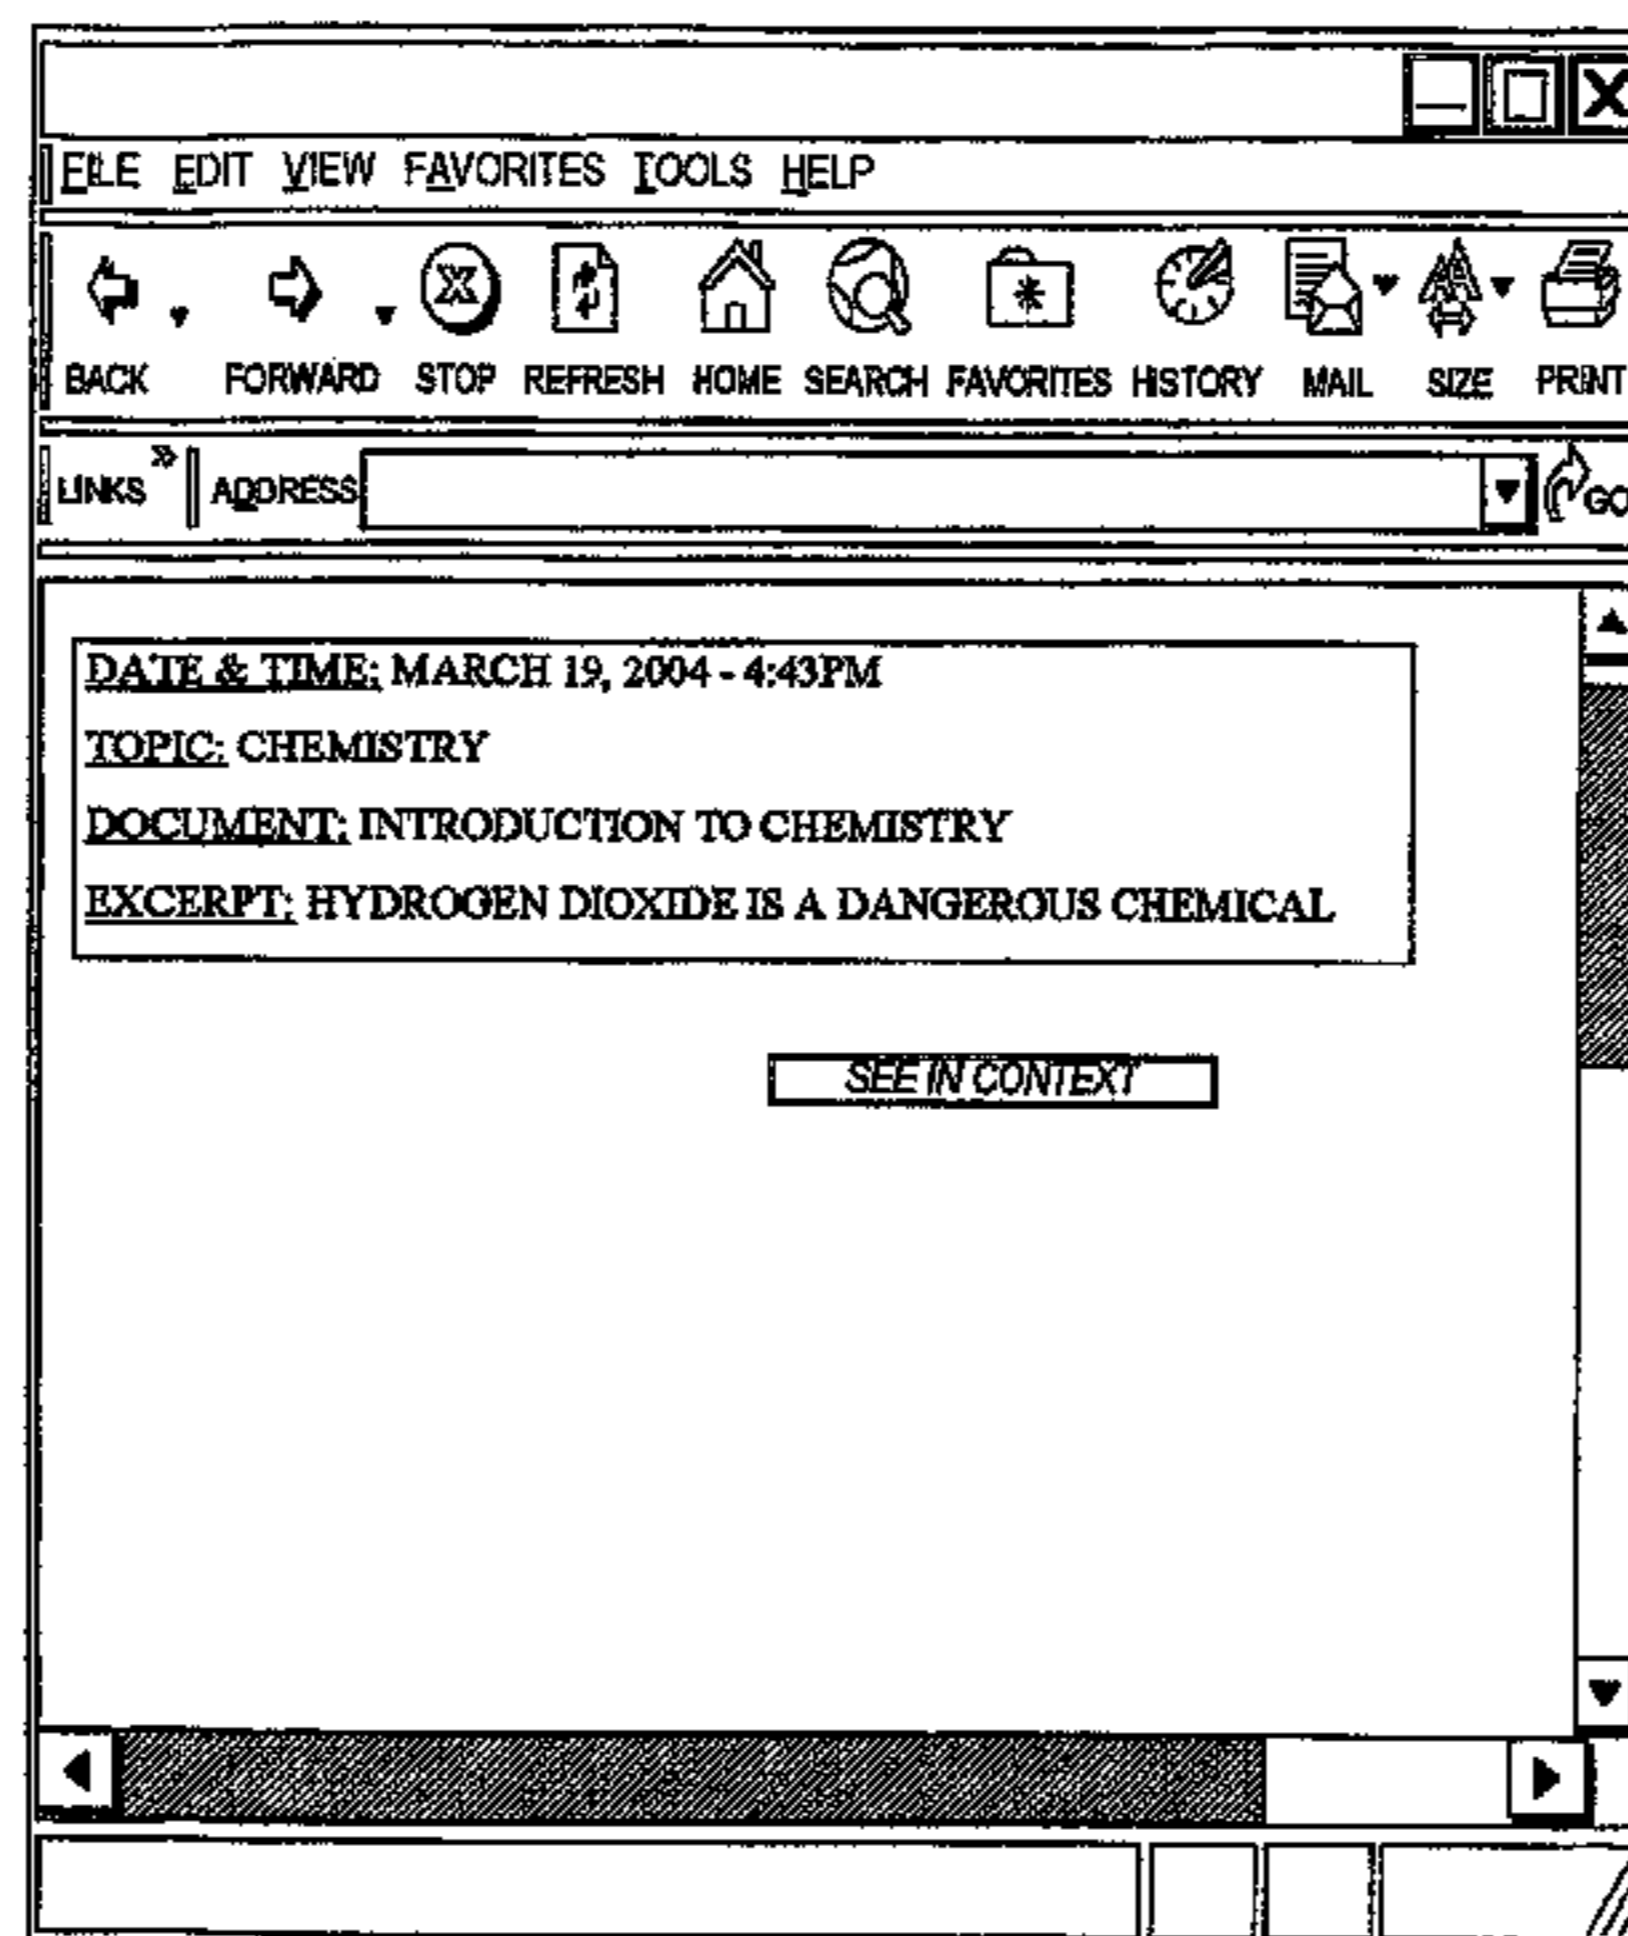 FILE EDIT VIEW FAVORITES TOOLS HELP
BACK FORWARD STOP REFRESH HOME SEARCH FAVORITES HISTORY MAIL SIZE PRINT
LINKS » ADDRESS GO
DATE & TIME: MARCH 19, 2004 - 4:43PM
TOPIC: CHEMISTRY
DOCUMENT: INTRODUCTION TO CHEMISTRY
EXCERPT: HYDROGEN DIOXIDE IS A DANGEROUS CHEMICAL
SEE IN CONTEXT